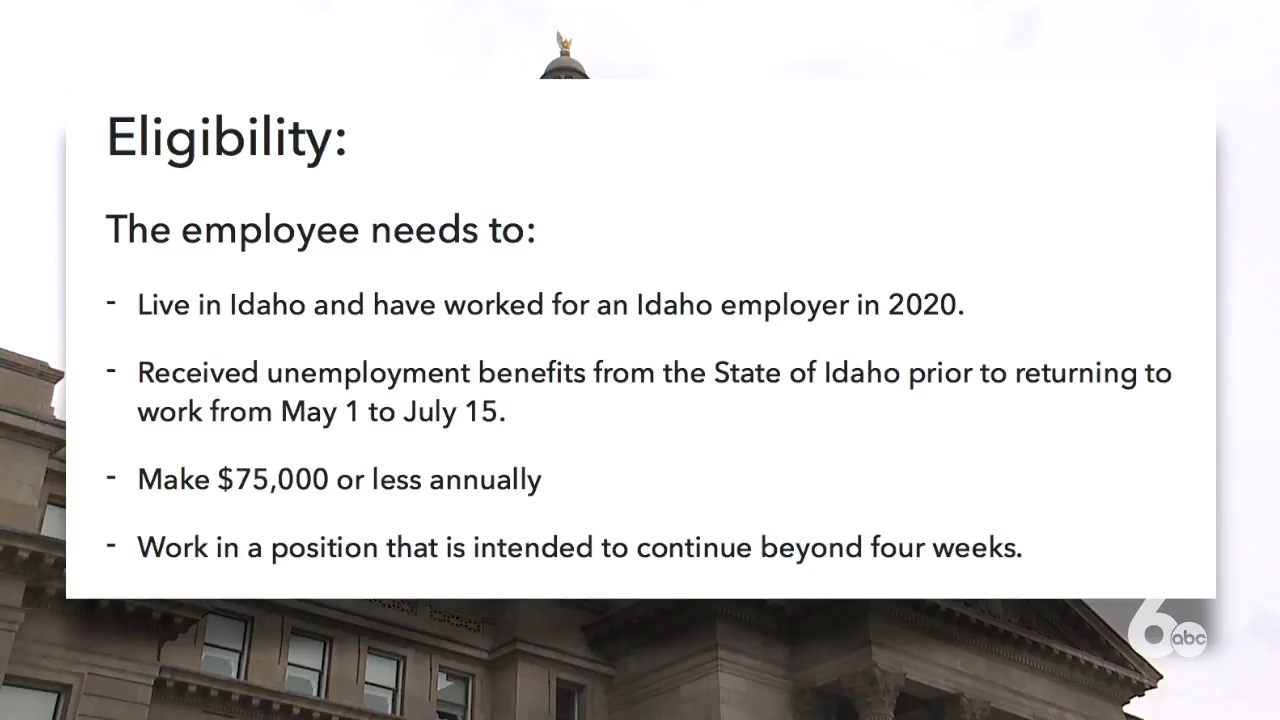 Eligibility:
The employee needs to:
- Live in Idaho and have worked for an Idaho employer in 2020.
- Received unemployment benefits from the State of Idaho prior to returning to
work from May 1 to July 15.
- Make $75,000 or less annually
- Work in a position that is intended to continue beyond four weeks.
6
abc